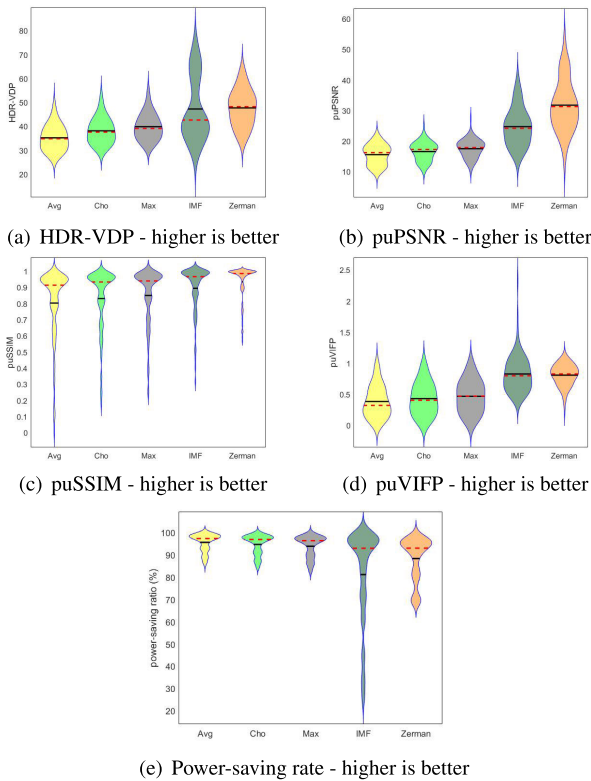 80
70
60
50
40
30
20
HDR-VDP
Avg Cho Max IMF Zerman
(a) HDR-VDP - higher is better
60
50
40
30
20
10
puPSNR
Avg Cho Max IMF Zerman
(b) puPSNR - higher is better
1
0.9
0.8
0.7
0.6
0.5
0.4
0.3
0.2
0.1
0
puSSIM
Avg Cho Max IMF Zerman
(c) puSSIM - higher is better
2.5
2
1.5
1
0.5
0
puVIFP
Avg Cho Max IMF Zerman
(d) puVIFP - higher is better
100
90
80
70
60
50
40
30
20
power-saving ratio (%)
Avg Cho Max IMF Zerman
(e) Power-saving rate - higher is better